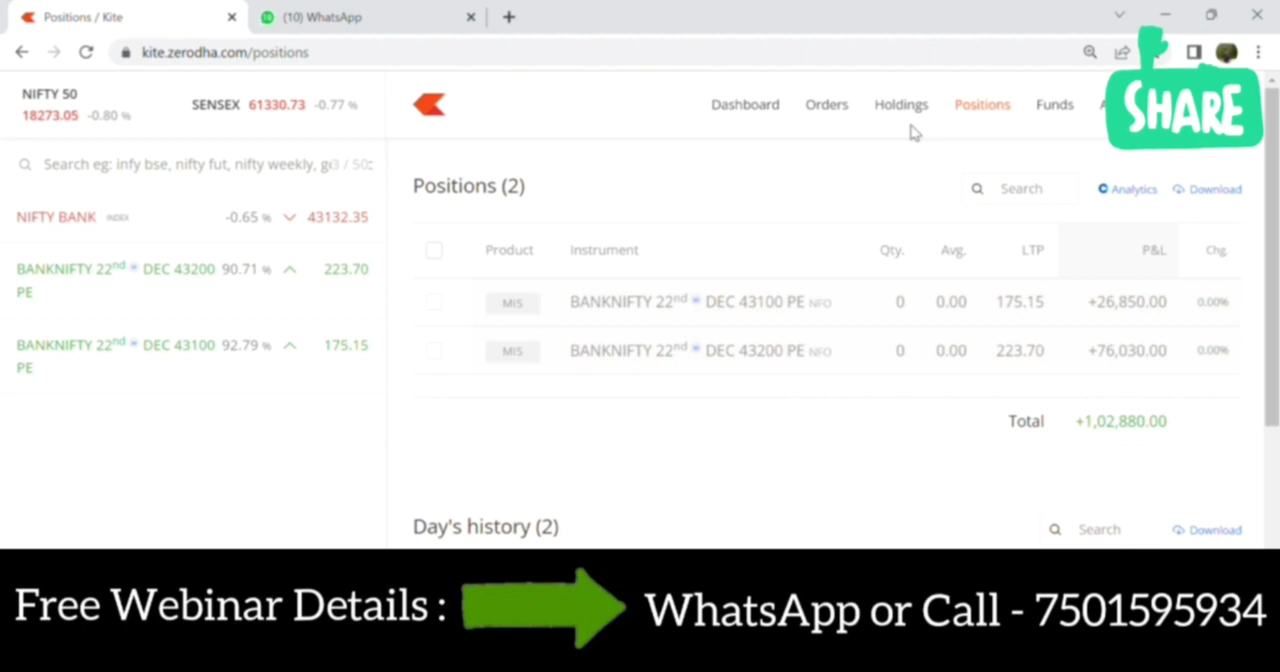 Positions / Kite
(10) WhatsApp
kite.zerodha.com/positions
NIFTY 50
18273.05 -0.80 %
SENSEX 61330.73 -0.77 %
Dashboard Orders Holdings Positions Funds
SHARE
Search eg: infy bse, nifty fut, nifty weekly, 3 / 50
Positions (2)
Search
Analytics
Download
NIFTY BANK INDEX -0.65 % 43132.35
BANKNIFTY 22nd w DEC 43200 PE 90.71 % 223.70
BANKNIFTY 22nd w DEC 43100 PE 92.79 % 175.15
Product Instrument Qty. Avg. LTP P&L Chg.
MIS BANKNIFTY 22nd w DEC 43100 PE NFO 0 0.00 175.15 +26,850.00 0.00%
MIS BANKNIFTY 22nd w DEC 43200 PE NFO 0 0.00 223.70 +76,030.00 0.00%
Total +1,02,880.00
Day's history (2)
Search
Download
Free Webinar Details : WhatsApp or Call - 7501595934